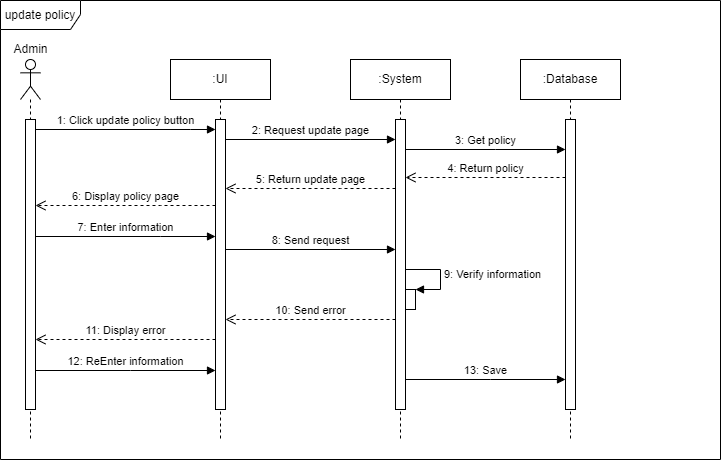 update policy
Admin
:UI
:System
:Database
1: Click update policy button
2: Request update page
3: Get policy
4: Return policy
5: Return update page
6: Display policy page
7: Enter information
8: Send request
9: Verify information
10: Send error
11: Display error
12: ReEnter information
13: Save